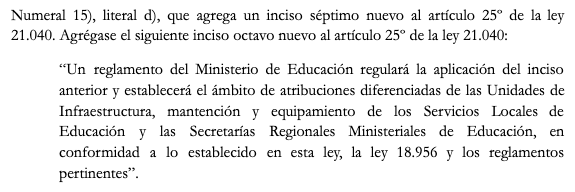 Numeral 15), literal d), que agrega un inciso séptimo nuevo al artículo 25° de la ley
21.040. Agrégase el siguiente inciso octavo nuevo al artículo 25° de la ley 21.040:
“Un reglamento del Ministerio de Educación regulará la aplicación del inciso
anterior y establecerá el ámbito de atribuciones diferenciadas de las Unidades de
Infraestructura, mantención y equipamiento de los Servicios Locales de
Educación y las Secretarías Regionales Ministeriales de Educación, en
conformidad a lo establecido en esta ley, la ley 18.956 y los reglamentos
pertinentes”.